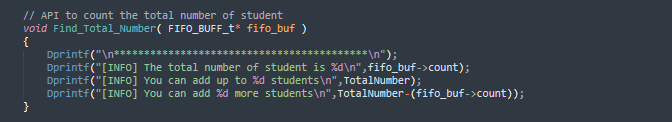 // API to count the total number of student
void Find_Total_Number( FIFO_BUFF_t* fifo_buf )
{
    Dprintf("\n******************************************\n");
    Dprintf("[INFO] The total number of student is %d\n",fifo_buf->count);
    Dprintf("[INFO] You can add up to %d students\n",TotalNumber);
    Dprintf("[INFO] You can add %d more students\n",TotalNumber-(fifo_buf->count));
}